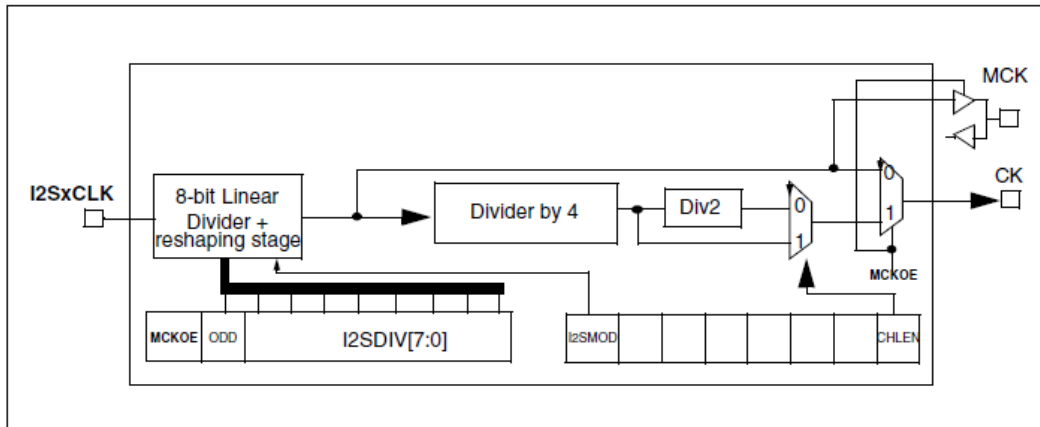 MCK
I2SxCLK
8-bit Linear
Divider +
reshaping stage
Divider by 4
Div2
0
1
0
1
CK
MCKOE
MCKOE
ODD
I2SDIV[7:0]
I2SMOD
CHLEN